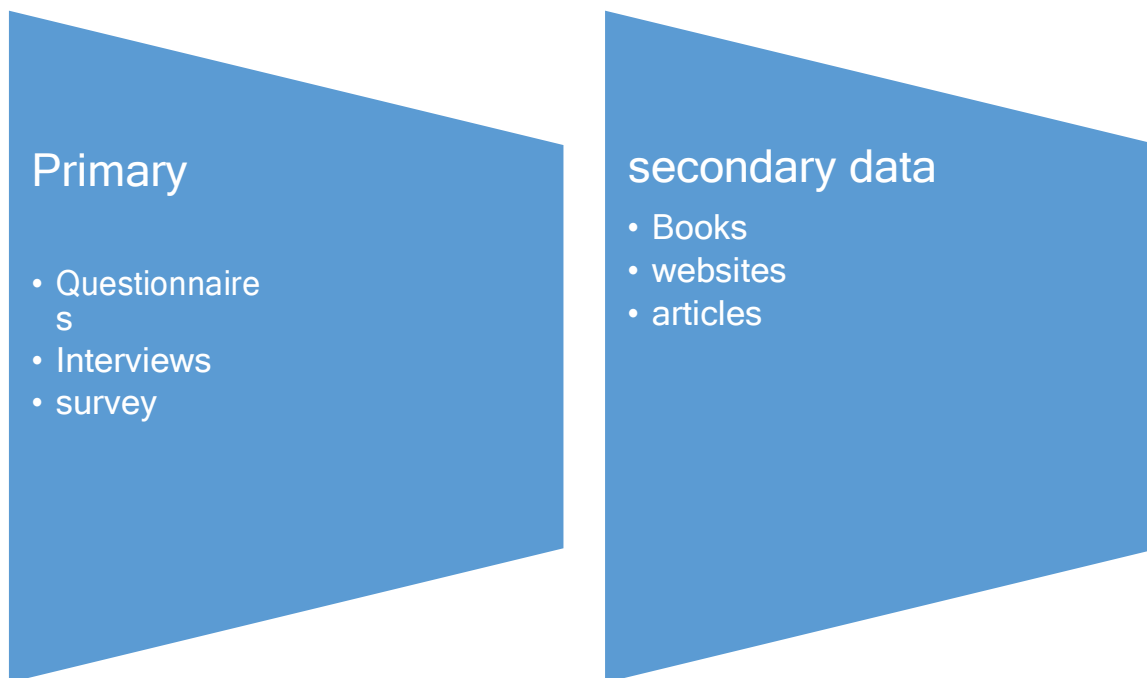 Primary
• Questionnaire
s
• Interviews
• survey
secondary data
• Books
• websites
• articles